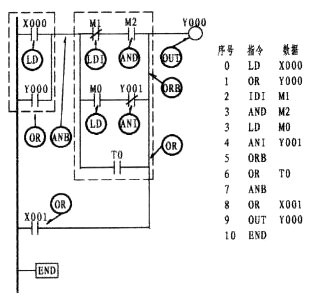 X000 M1 M2 Y000
LD LDI AND OUT
Y000 M0 Y001 ORB
OR ANB LD ANI
T0 OR
OR
X001
END
序号 指令 数据
0 LD X000
1 OR Y000
2 IDI M1
3 AND M2
3 LD M0
4 ANI Y001
5 ORB
6 OR T0
7 ANB
8 OR X001
9 OUT Y000
10 END